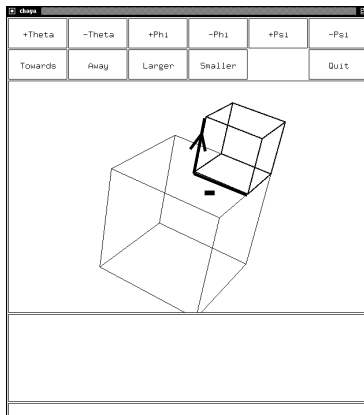 chaya
+Theta -Theta +Phi -Phi +Psi -Psi
Towards Away Larger Smaller Quit